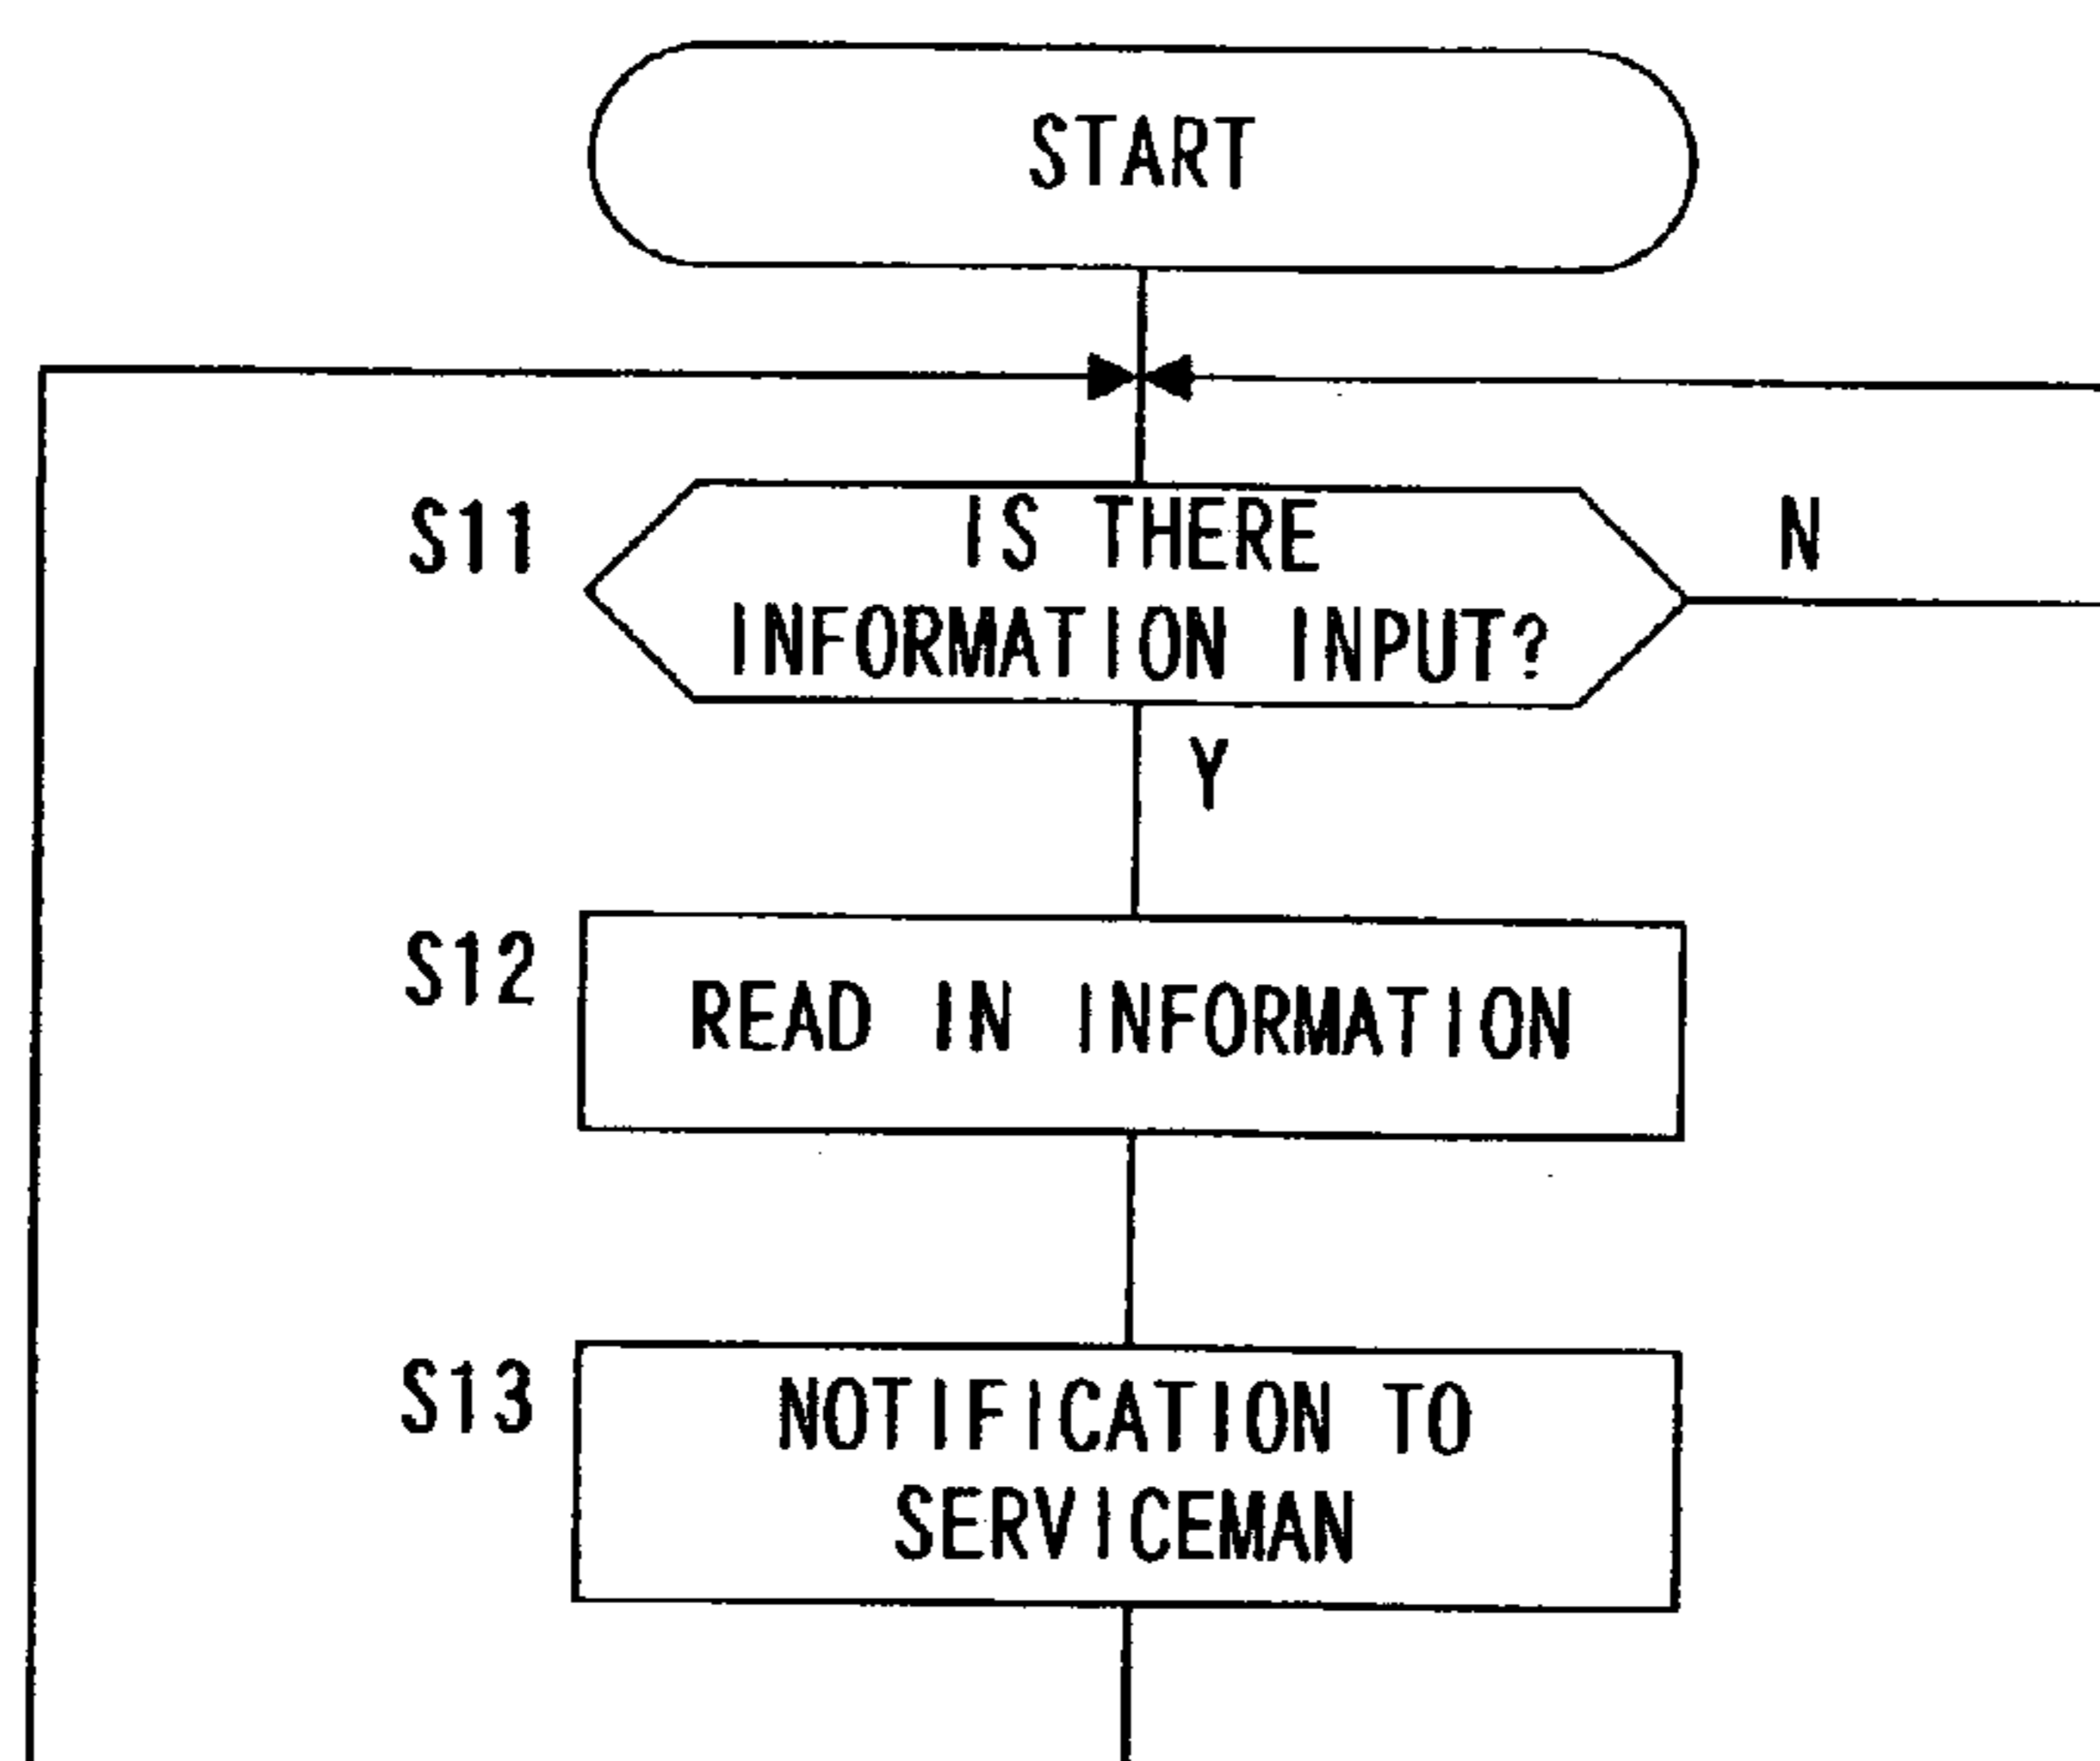 START
S11
IS THERE
INFORMATION INPUT?
N
Y
S12
READ IN INFORMATION
S13
NOTIFICATION TO
SERVICEMAN